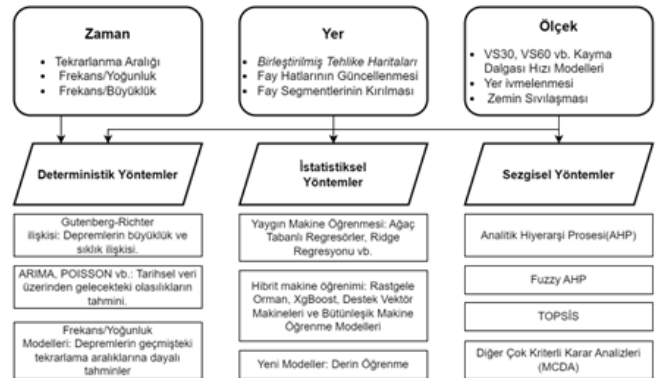 Zaman
Tekrarlanma Aralığı
Frekans/Yoğunluk
Frekans/Büyüklük
Yer
Birleştirilmiş Tehlike Haritaları
Fay Hatlarının Güncellenmesi
Fay Segmentlerinin Kırılması
Ölçek
VS30, VS60 vb. Kayma
Dalgası Hızı Modelleri
Yer ivmelenmesi
Zemin Sıvılaşması
Deterministik Yöntemler
İstatistiksel
Yöntemler
Sezgisel Yöntemler
Gutenberg-Richter
ilişkisi: Depremlerin büyüklük ve
sıklık ilişkisi.
ARIMA, POISSON vb.: Tarihsel veri
üzerinden gelecekteki olasılıkların
tahmini.
Frekans/Yoğunluk
Modelleri: Depremlerin geçmişteki
tekrarlama aralıklarına dayalı
tahminler
Yaygın Makine Öğrenmesi: Ağaç
Tabanlı Regresörler, Ridge
Regresyonu vb.
Hibrit makine öğrenimi: Rastgele
Orman, XgBoost, Destek Vektör
Makineleri ve Bütünleşik Makine
Öğrenme Modelleri
Yeni Modeller: Derin Öğrenme
Analitik Hiyerarşi Prosesi(AHP)
Fuzzy AHP
TOPSİS
Diğer Çok Kriterli Karar Analizleri
(MCDA)